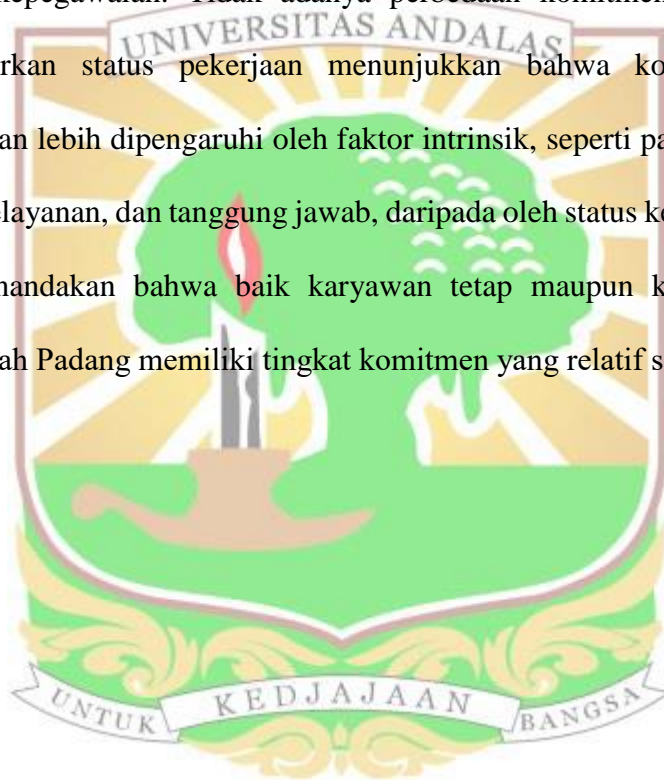 kepegawaian. Tidak adanya perbedaan komitmen
UNIVERSITAS ANDALAS
rkan status pekerjaan menunjukkan bahwa ko
an lebih dipengaruhi oleh faktor intrinsik, seperti pa
elayanan, dan tanggung jawab, daripada oleh status ke
nandakan bahwa baik karyawan tetap maupun k
ah Padang memiliki tingkat komitmen yang relatif s
UNTUK KEDJAJAAN BANGSA